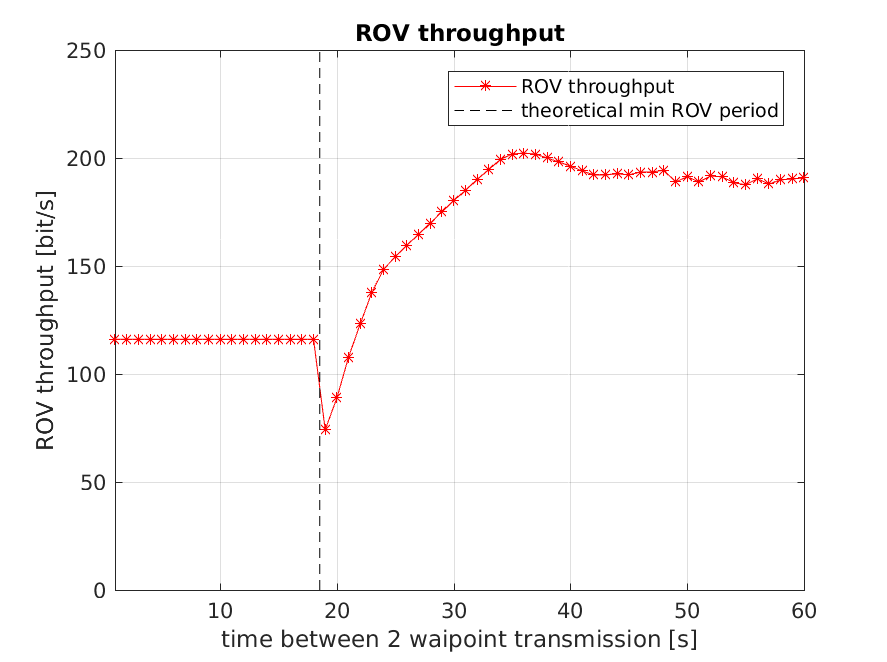 ROV throughput
250
200
150
100
50
0
ROV throughput [bit/s]
ROV throughput
theoretical min ROV period
10 20 30 40 50 60
time between 2 waipoint transmission [s]